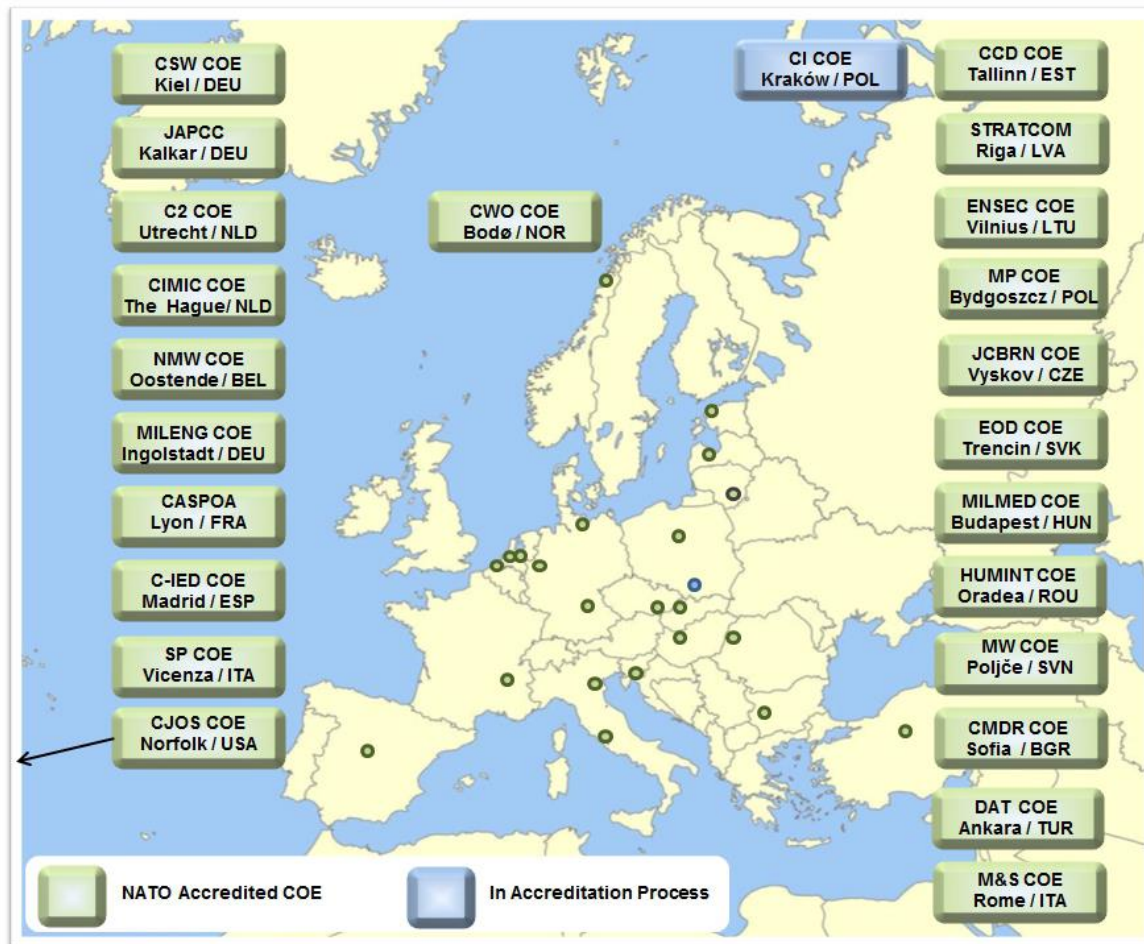 CSW COE
Kiel / DEU
JAPCC
Kalkar / DEU
C2 COE
Utrecht / NLD
CIMIC COE
The Hague/ NLD
NMW COE
Oostende / BEL
MILENG COE
Ingolstadt / DEU
CASPOA
Lyon / FRA
C-IED COE
Madrid / ESP
SP COE
Vicenza / ITA
CJOS COE
Norfolk / USA
CWO COE
Bodø / NOR
CI COE
Kraków / POL
CCD COE
Tallinn / EST
STRATCOM
Riga / LVA
ENSEC COE
Vilnius / LTU
MP COE
Bydgoszcz / POL
JCBRN COE
Vyskov / CZE
EOD COE
Trencin / SVK
MILMED COE
Budapest / HUN
HUMINT COE
Oradea / ROU
MW COE
Poljče / SVN
CMDR COE
Sofia / BGR
DAT COE
Ankara / TUR
M&S COE
Rome / ITA
NATO Accredited COE
In Accreditation Process